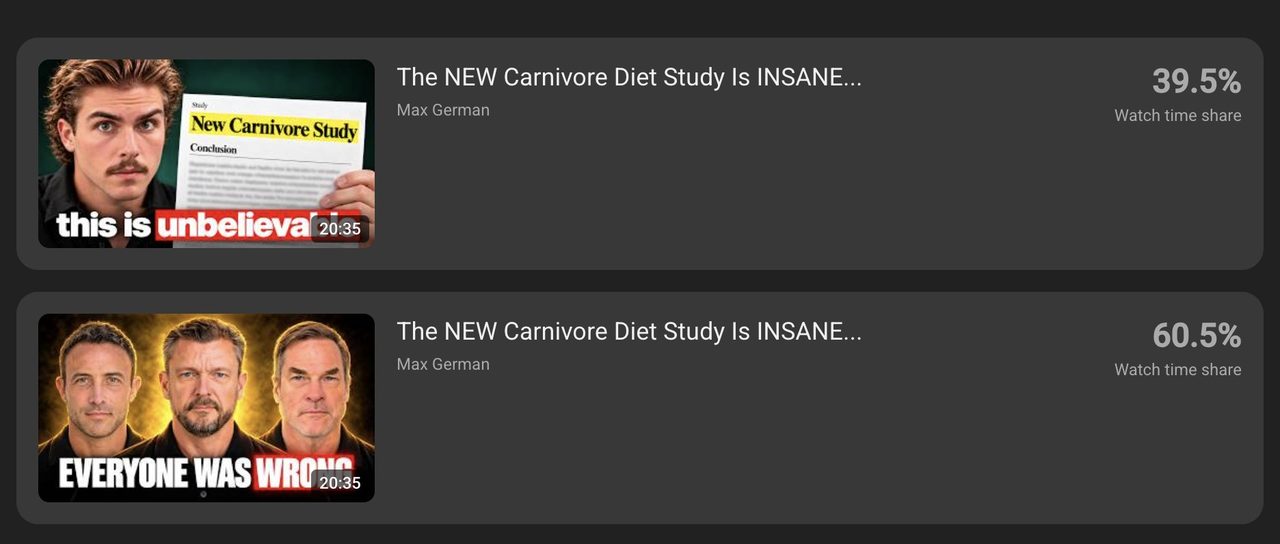 The NEW Carnivore Diet Study Is INSANE...
Max German
39.5%
Watch time share
Study
New Carnivore Study
Conclusion
this is
20:35
The NEW Carnivore Diet Study Is INSANE...
Max German
60.5%
Watch time share
EVERYONE WAS WRONG
20:35